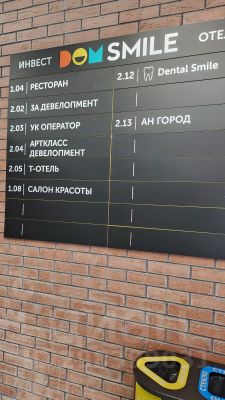 ИНВЕСТ DOM SMILE ОТЕ
1.04 РЕСТОРАН
2.02 ЗА ДЕВЕЛОПМЕНТ
2.03 УК ОПЕРАТОР
2.04 АРТКЛАСС
ДЕВЕЛОПМЕНТ
2.05 Т-ОТЕЛЬ
1.08 САЛОН КРАСОТЫ
2.12 Dental Smile
2.13 АН ГОРОД
СТЕКЛО